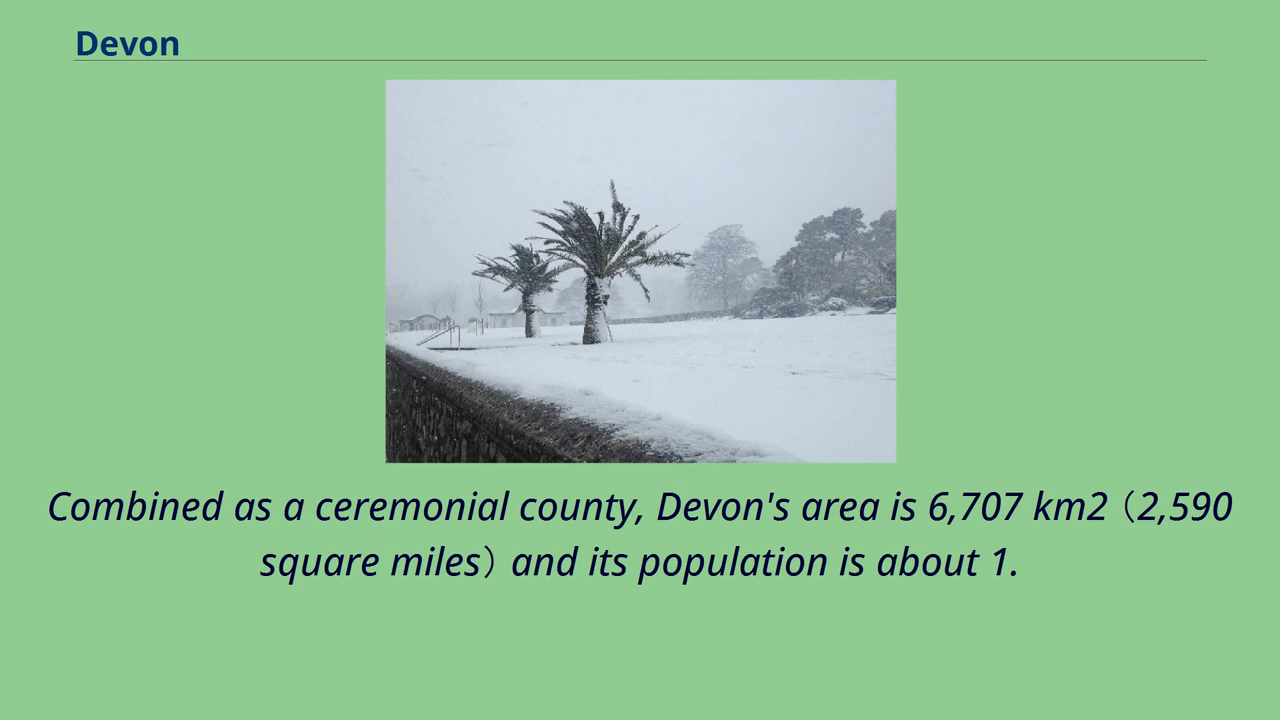 Devon
Combined as a ceremonial county, Devon's area is 6,707 km2（2,590
square miles）and its population is about 1.